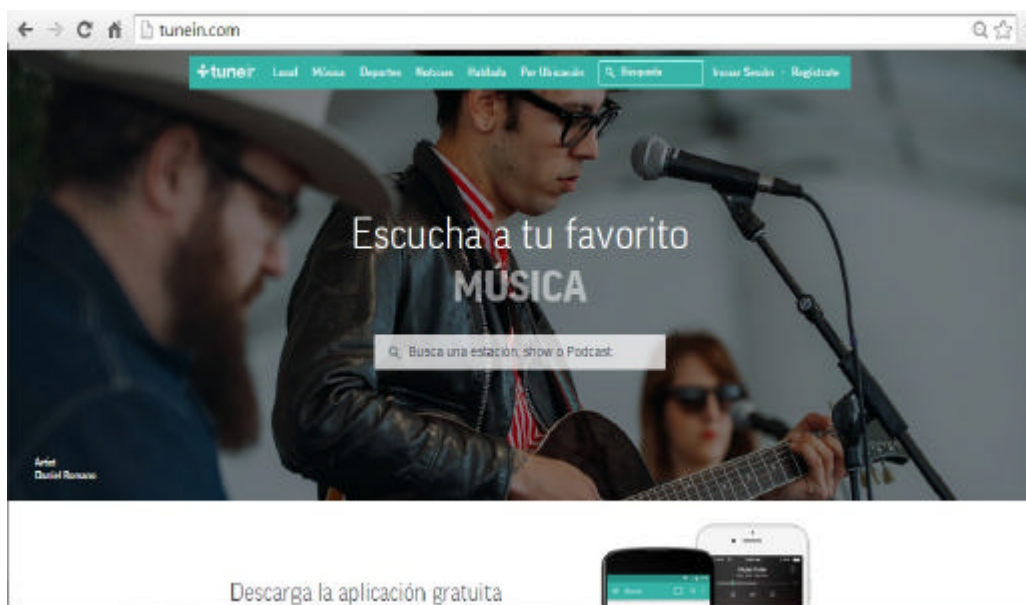 tunein.com
tunein Local Música Deportes Noticias Hablada Por Ubicación Búsqueda Iniciar Sesión - Regístrate
Escucha a tu favorito
MÚSICA
Busca una estación, show o Podcast
Artist
Daniel Romano
Descarga la aplicación gratuita